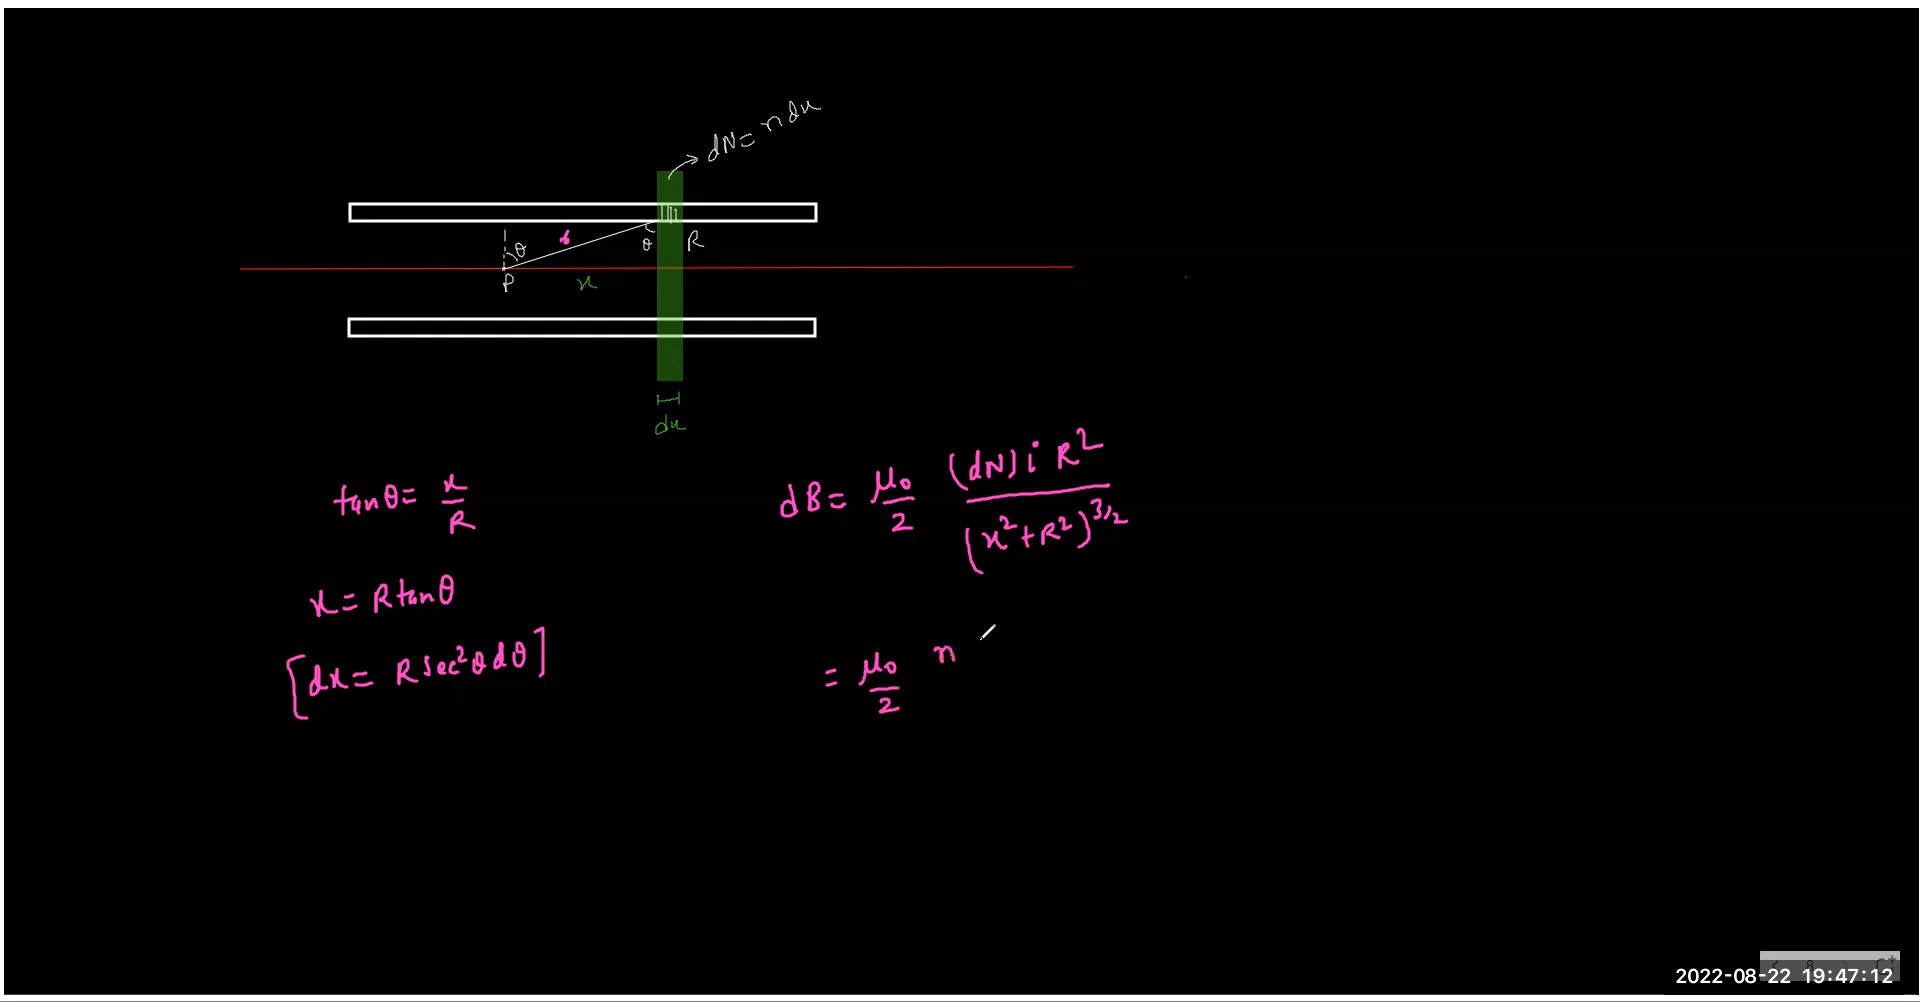 dN = n dx
θ
θ
R
P
x
dx
tanθ = x/R
dB = μ₀/2 (dN) i R²/(x²+R²)^3/2
x = R tanθ
[dx = R sec²θ dθ]
= μ₀/2 n
2022-08-22 19:47:12